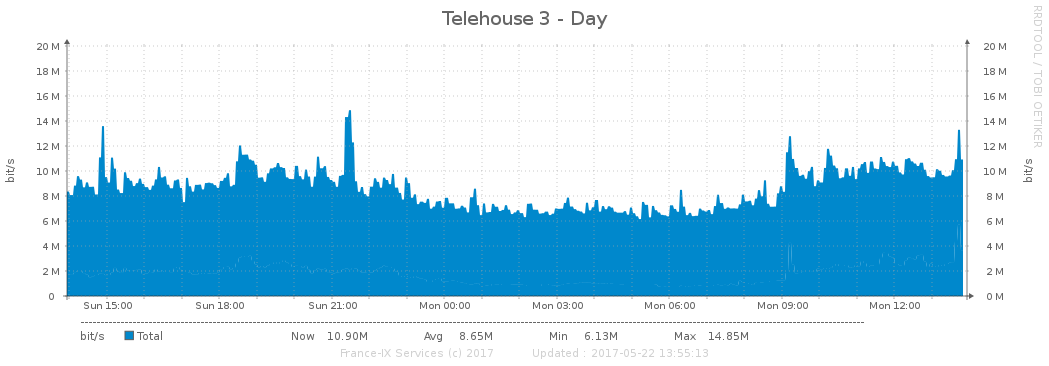 Telehouse 3 - Day
RRDTOOL / TOBI OETIKER
bit/s
20 M 20 M
18 M 18 M
16 M 16 M
14 M 14 M
12 M 12 M
10 M 10 M
8 M 8 M
6 M 6 M
4 M 4 M
2 M 2 M
0 0 M
bit/s
Sun 15:00 Sun 18:00 Sun 21:00 Mon 00:00 Mon 03:00 Mon 06:00 Mon 09:00 Mon 12:00
bit/s Total Now 10.90M Avg 8.65M Min 6.13M Max 14.85M
France-IX Services (c) 2017 Updated : 2017-05-22 13:55:13